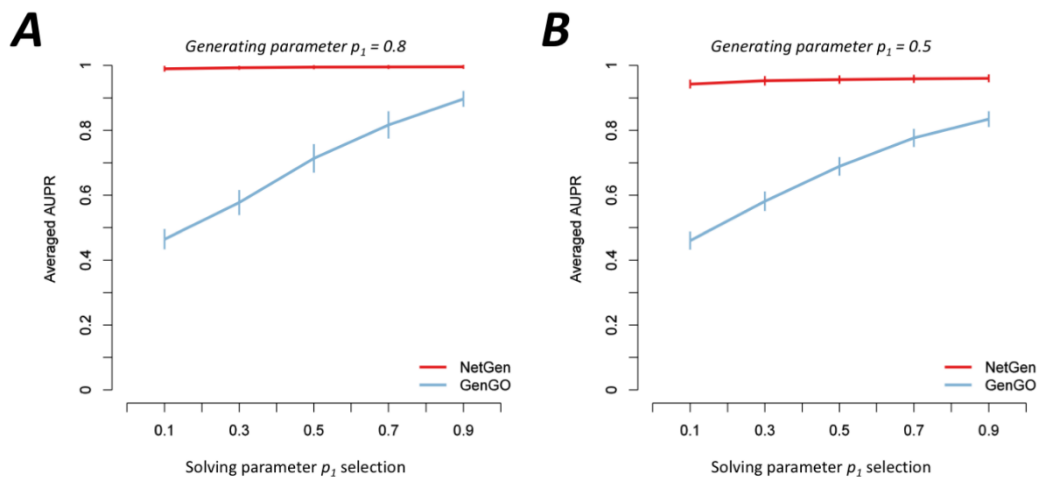 A
Generating parameter p₁ = 0.8
Averaged AUPR
1
0.8
0.6
0.4
0.2
0
NetGen
GenGO
0.1 0.3 0.5 0.7 0.9
Solving parameter p₁ selection
B
Generating parameter p₁ = 0.5
Averaged AUPR
1
0.8
0.6
0.4
0.2
0
NetGen
GenGO
0.1 0.3 0.5 0.7 0.9
Solving parameter p₁ selection